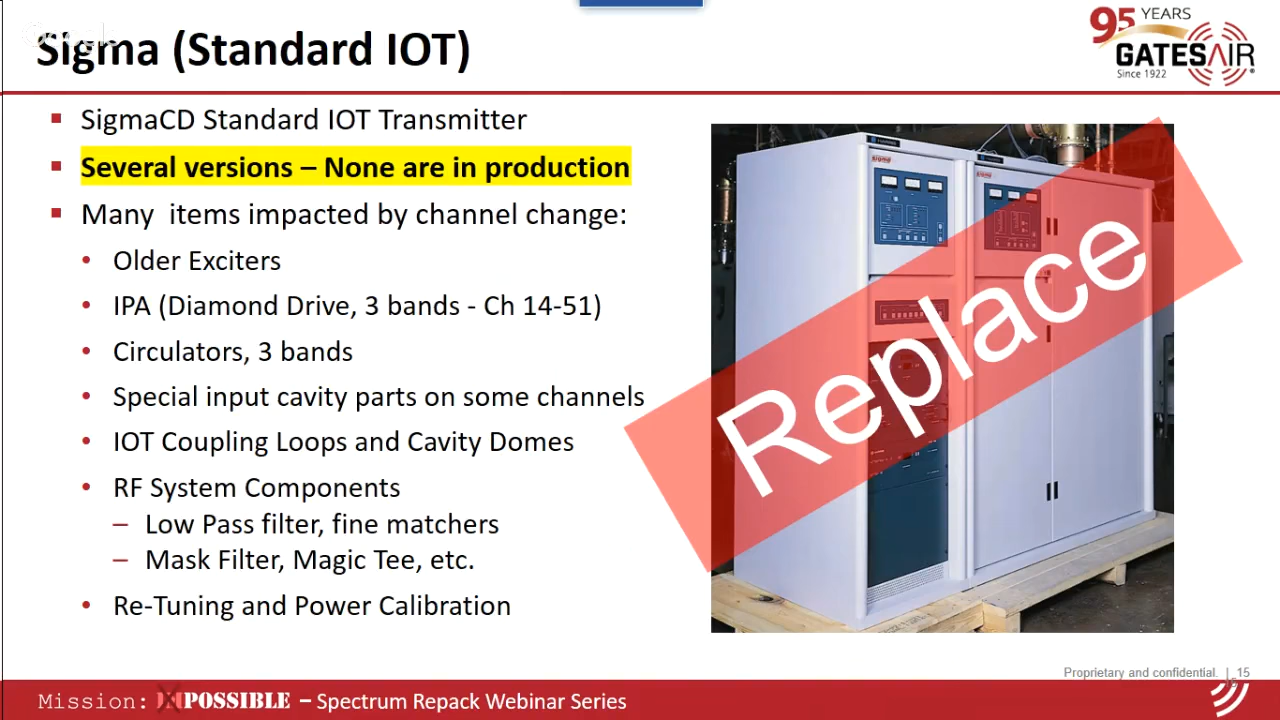 Sigma (Standard IOT)
95 YEARS
GATESAIR
Since 1922
SigmaCD Standard IOT Transmitter
Several versions – None are in production
Many items impacted by channel change:
Older Exciters
IPA (Diamond Drive, 3 bands - Ch 14-51)
Circulators, 3 bands
Special input cavity parts on some channels
IOT Coupling Loops and Cavity Domes
RF System Components
– Low Pass filter, fine matchers
– Mask Filter, Magic Tee, etc.
Re-Tuning and Power Calibration
sigma
sigma
Replace
Proprietary and confidential. | 15
Mission: IMPOSSIBLE – Spectrum Repack Webinar Series